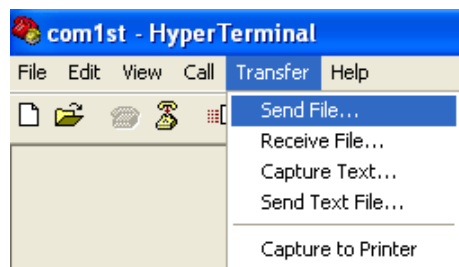 com1st - HyperTerminal
File Edit View Call Transfer Help
Send File...
Receive File...
Capture Text...
Send Text File...
Capture to Printer